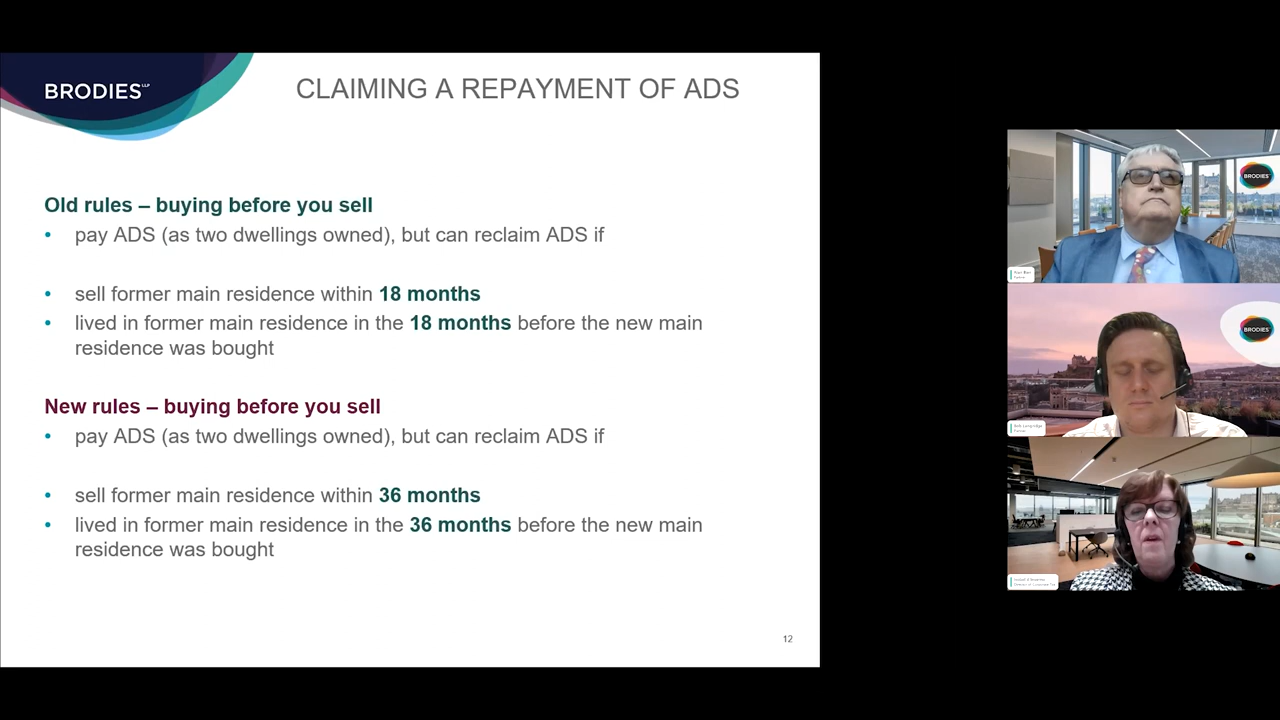 BRODIES LLP
CLAIMING A REPAYMENT OF ADS
Old rules – buying before you sell
• pay ADS (as two dwellings owned), but can reclaim ADS if
• sell former main residence within 18 months
• lived in former main residence in the 18 months before the new main
residence was bought
New rules – buying before you sell
• pay ADS (as two dwellings owned), but can reclaim ADS if
• sell former main residence within 36 months
• lived in former main residence in the 36 months before the new main
residence was bought
12
BRODIES
Partner
BRODIES
Partner